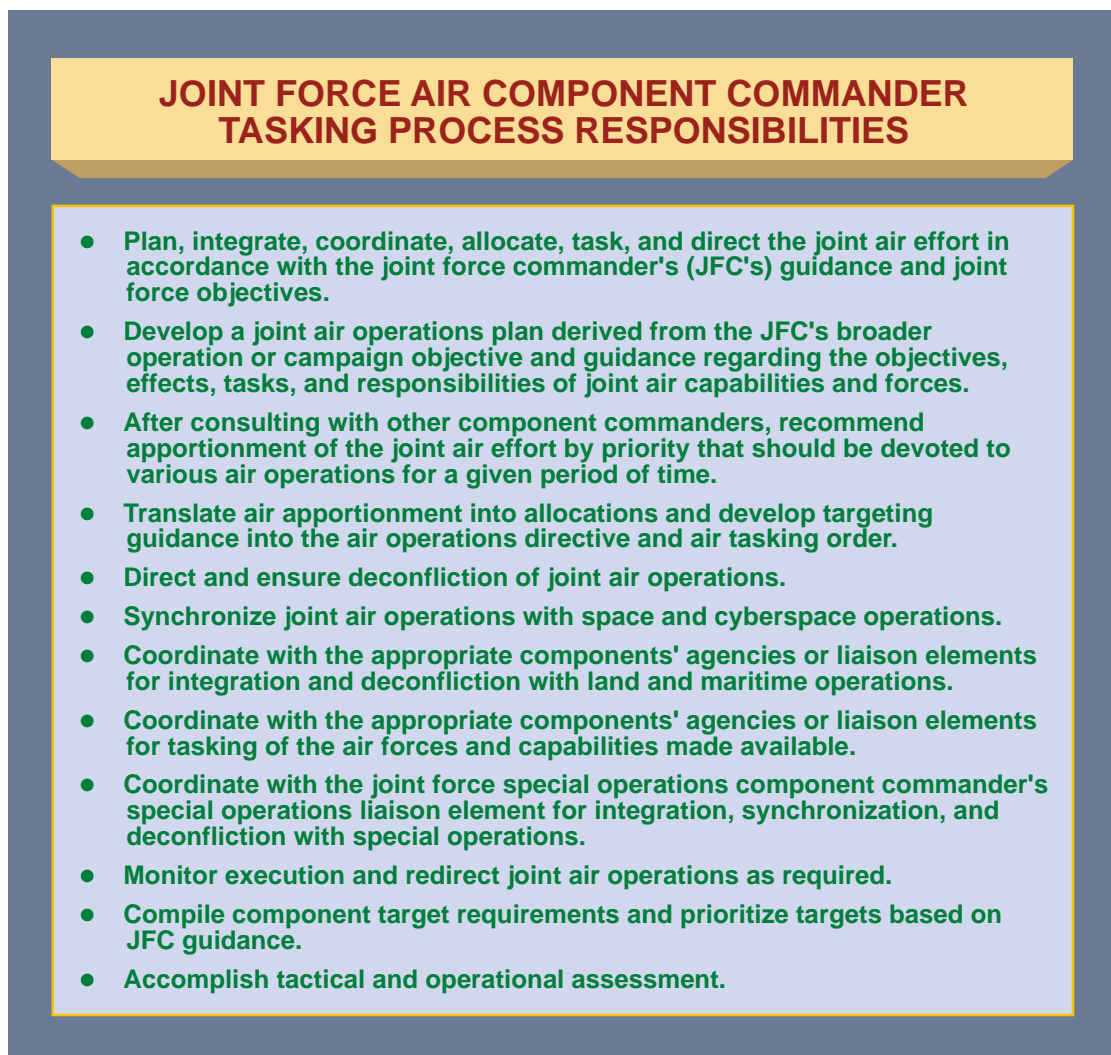 JOINT FORCE AIR COMPONENT COMMANDER
TASKING PROCESS RESPONSIBILITIES
● Plan, integrate, coordinate, allocate, task, and direct the joint air effort in
accordance with the joint force commander's (JFC's) guidance and joint
force objectives.
● Develop a joint air operations plan derived from the JFC's broader
operation or campaign objective and guidance regarding the objectives,
effects, tasks, and responsibilities of joint air capabilities and forces.
● After consulting with other component commanders, recommend
apportionment of the joint air effort by priority that should be devoted to
various air operations for a given period of time.
● Translate air apportionment into allocations and develop targeting
guidance into the air operations directive and air tasking order.
● Direct and ensure deconfliction of joint air operations.
● Synchronize joint air operations with space and cyberspace operations.
● Coordinate with the appropriate components' agencies or liaison elements
for integration and deconfliction with land and maritime operations.
● Coordinate with the appropriate components' agencies or liaison elements
for tasking of the air forces and capabilities made available.
● Coordinate with the joint force special operations component commander's
special operations liaison element for integration, synchronization, and
deconfliction with special operations.
● Monitor execution and redirect joint air operations as required.
● Compile component target requirements and prioritize targets based on
JFC guidance.
● Accomplish tactical and operational assessment.